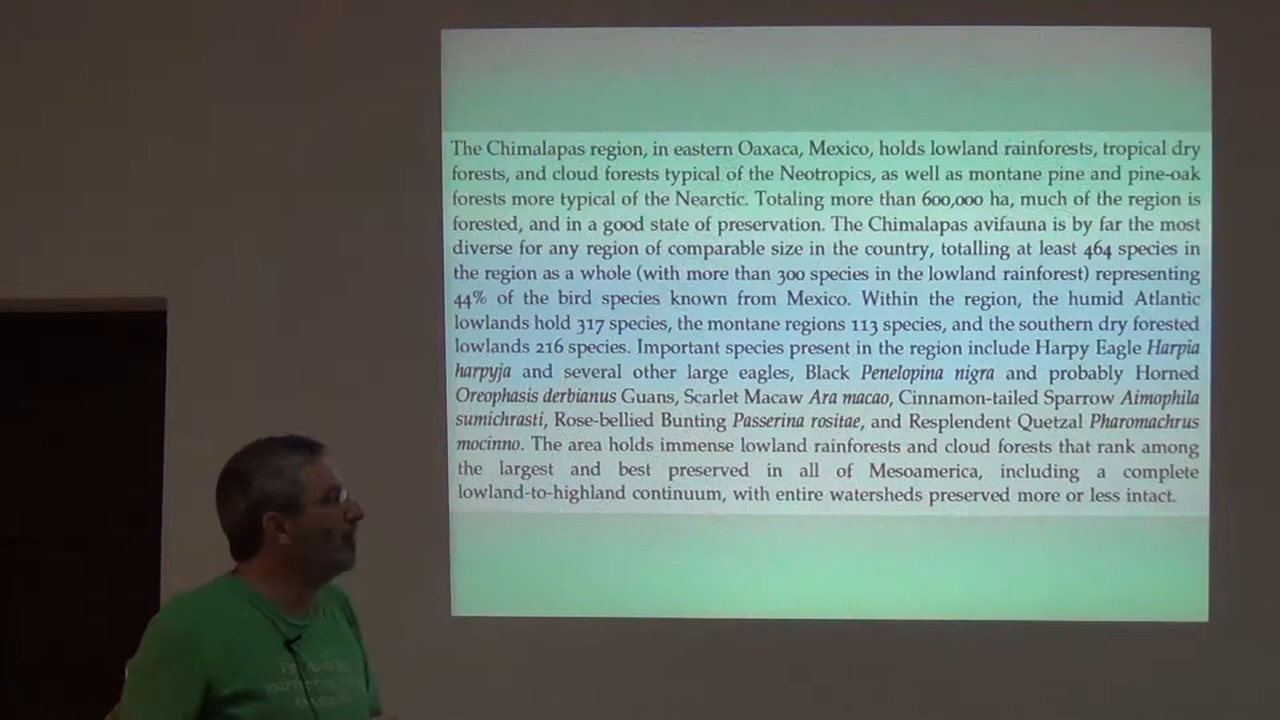 The Chimalapas region, in eastern Oaxaca, Mexico, holds lowland rainforests, tropical dry
forests, and cloud forests typical of the Neotropics, as well as montane pine and pine-oak
forests more typical of the Nearctic. Totaling more than 600,000 ha, much of the region is
forested, and in a good state of preservation. The Chimalapas avifauna is by far the most
diverse for any region of comparable size in the country, totalling at least 464 species in
the region as a whole (with more than 300 species in the lowland rainforest) representing
44% of the bird species known from Mexico. Within the region, the humid Atlantic
lowlands hold 317 species, the montane regions 113 species, and the southern dry forested
lowlands 216 species. Important species present in the region include Harpy Eagle Harpia
harpyja and several other large eagles, Black Penelopina nigra and probably Horned
Oreophasis derbianus Guans, Scarlet Macaw Ara macao, Cinnamon-tailed Sparrow Aimophila
sumichrasti, Rose-bellied Bunting Passerina rositae, and Resplendent Quetzal Pharomachrus
mocinno. The area holds immense lowland rainforests and cloud forests that rank among
the largest and best preserved in all of Mesoamerica, including a complete
lowland-to-highland continuum, with entire watersheds preserved more or less intact.